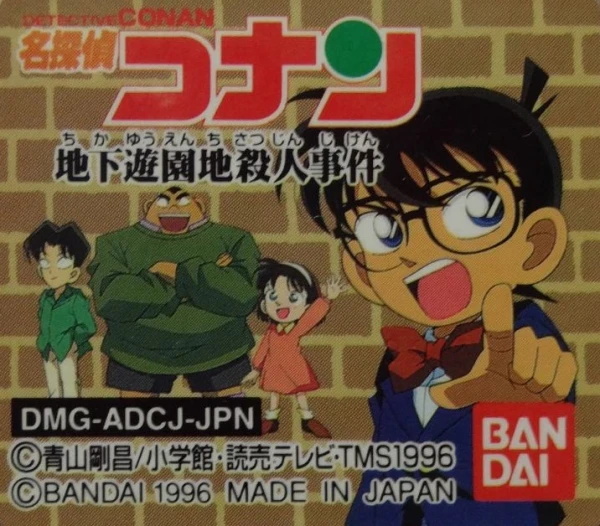 DETECTIVE CONAN
名探偵
コナン
ちかゆうえんちさつじんじけん
地下遊園地殺人事件
DMG-ADCJ-JPN
©青山剛昌/小学館・読売テレビ・TMS1996
©BANDAI 1996 MADE IN JAPAN
BAN
DAI